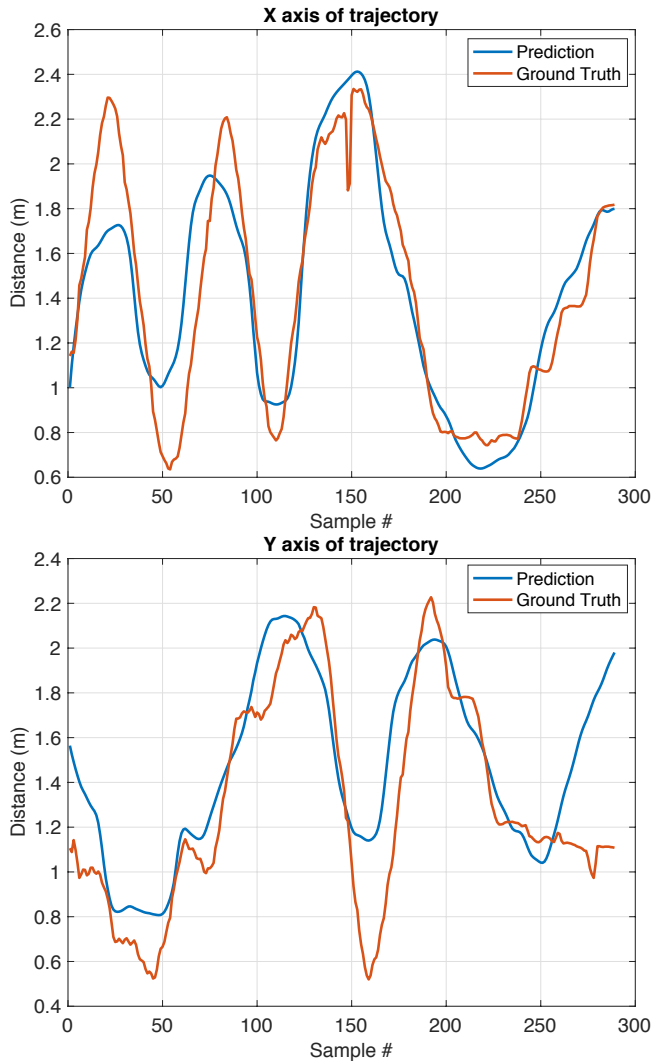 X axis of trajectory
2.6
2.4
2.2
2
1.8
1.6
1.4
1.2
1
0.8
0.6
Distance (m)
Prediction
Ground Truth
0 50 100 150 200 250 300
Sample #
Y axis of trajectory
2.4
2.2
2
1.8
1.6
1.4
1.2
1
0.8
0.6
0.4
Distance (m)
Prediction
Ground Truth
0 50 100 150 200 250 300
Sample #